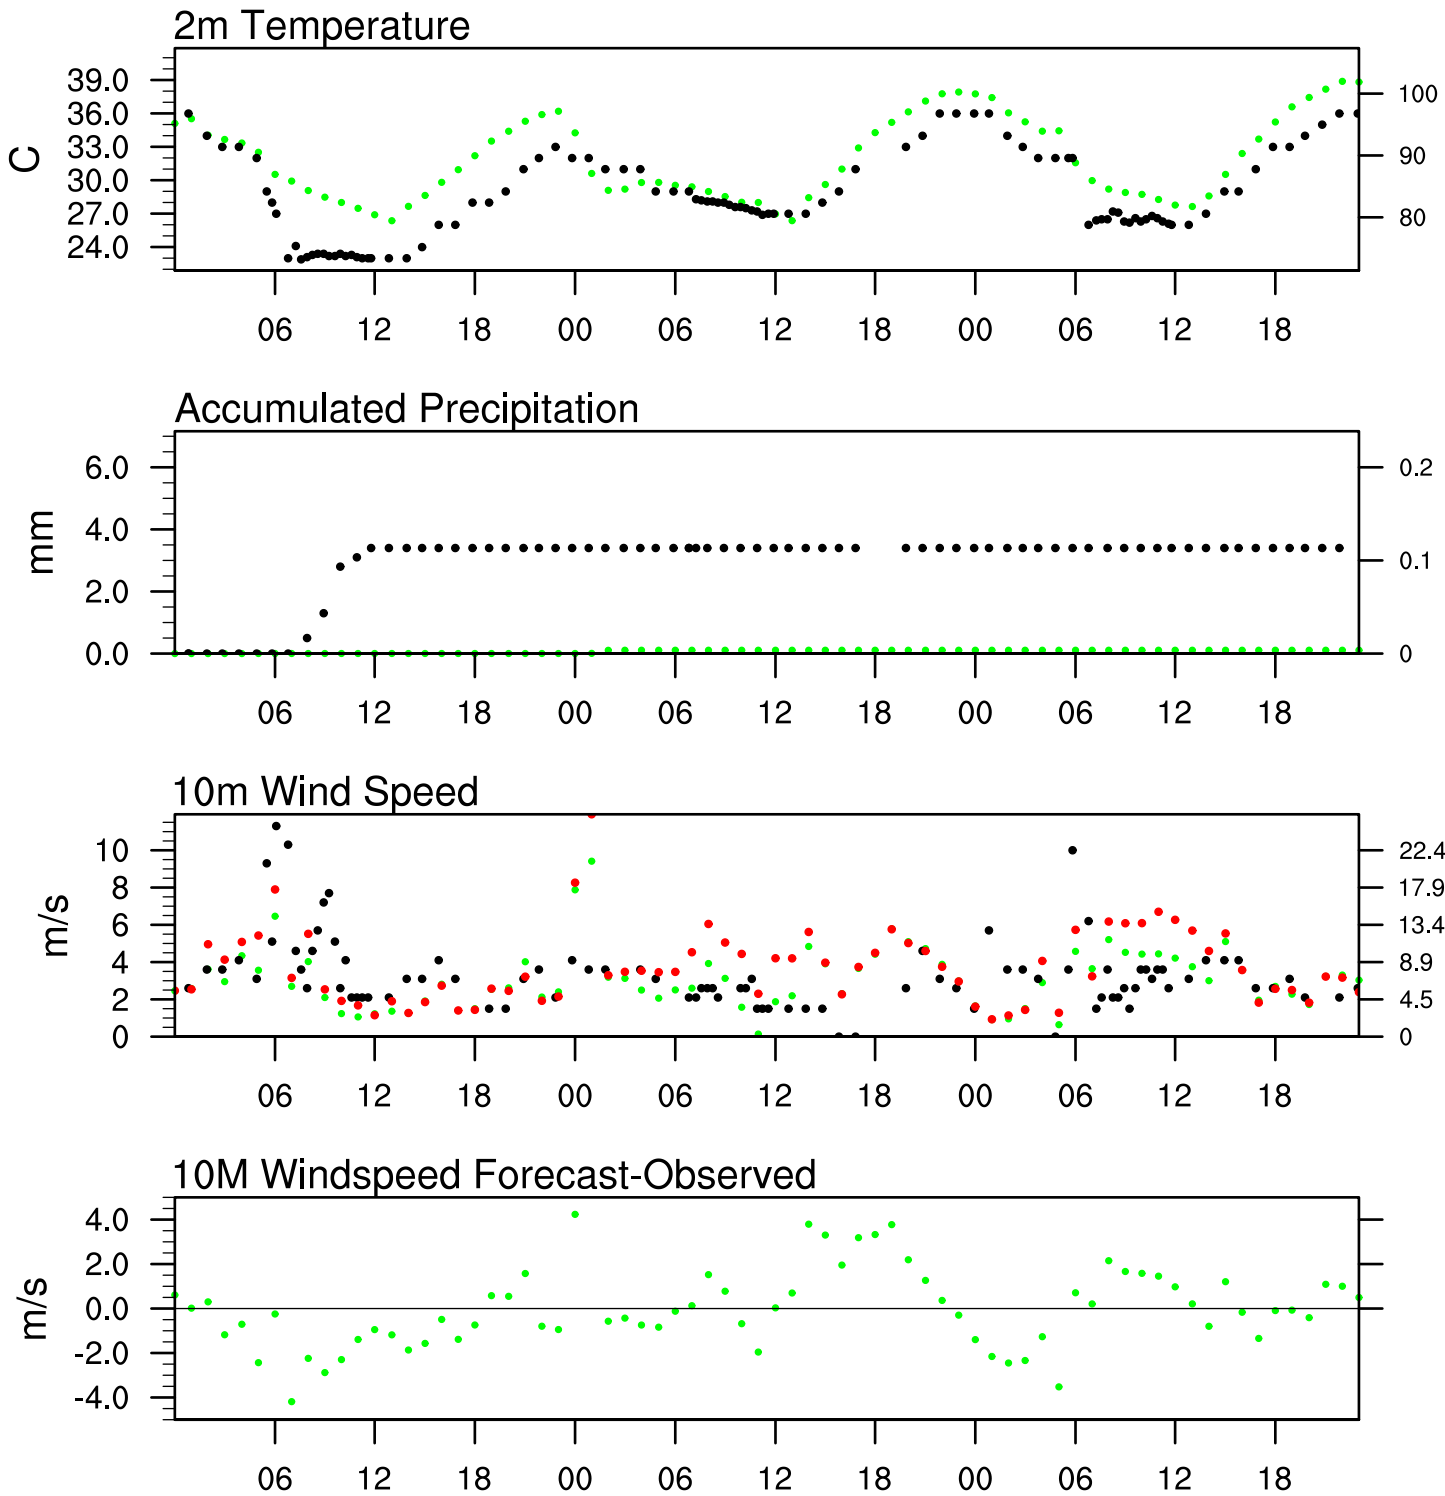 2m Temperature
C
39.0
36.0
33.0
30.0
27.0
24.0
100
90
80
06 12 18 00 06 12 18 00 06 12 18
Accumulated Precipitation
mm
6.0
4.0
2.0
0.0
0.2
0.1
0
06 12 18 00 06 12 18 00 06 12 18
10m Wind Speed
m/s
10
8
6
4
2
0
22.4
17.9
13.4
8.9
4.5
0
06 12 18 00 06 12 18 00 06 12 18
10M Windspeed Forecast-Observed
m/s
4.0
2.0
0.0
-2.0
-4.0
06 12 18 00 06 12 18 00 06 12 18